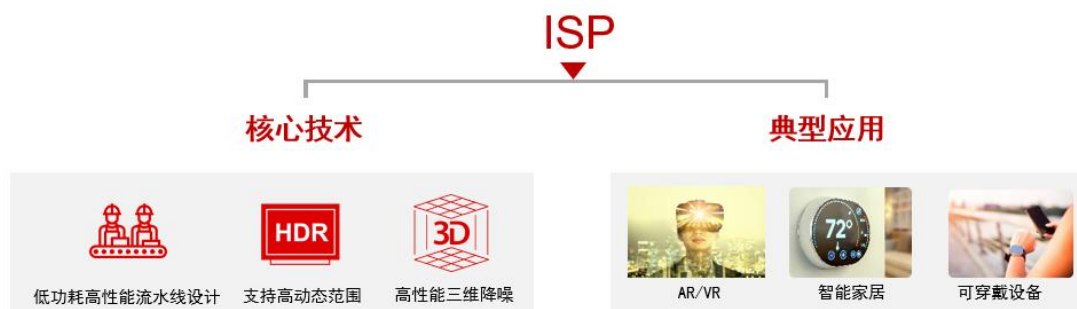 ISP
核心技术
典型应用
HDR
3D
72°
低功耗高性能流水线设计
支持高动态范围
高性能三维降噪
AR/VR
智能家居
可穿戴设备